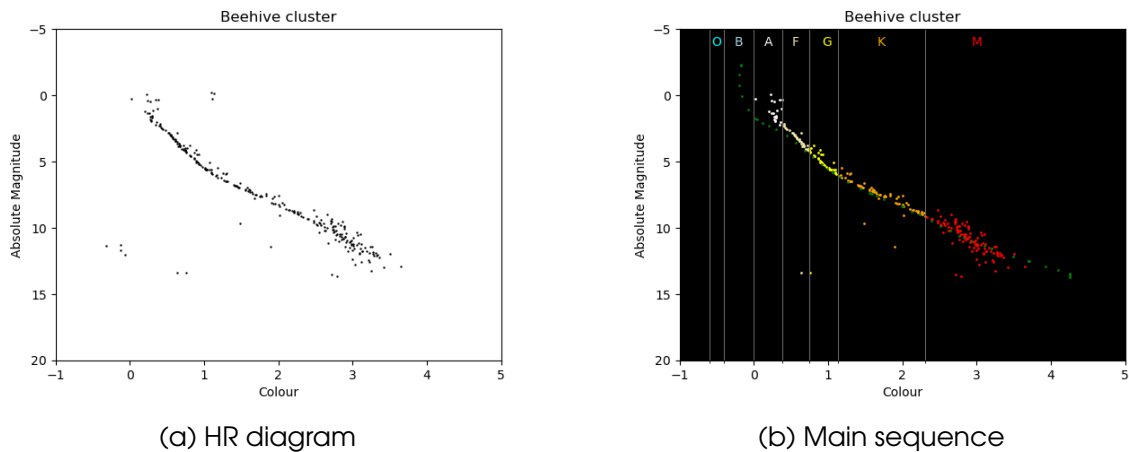 Beehive cluster
−5
0
5
10
15
20
Absolute Magnitude
−1 0 1 2 3 4 5
Colour
(a) HR diagram
Beehive cluster
O B A F G K M
−5
0
5
10
15
20
Absolute Magnitude
−1 0 1 2 3 4 5
Colour
(b) Main sequence